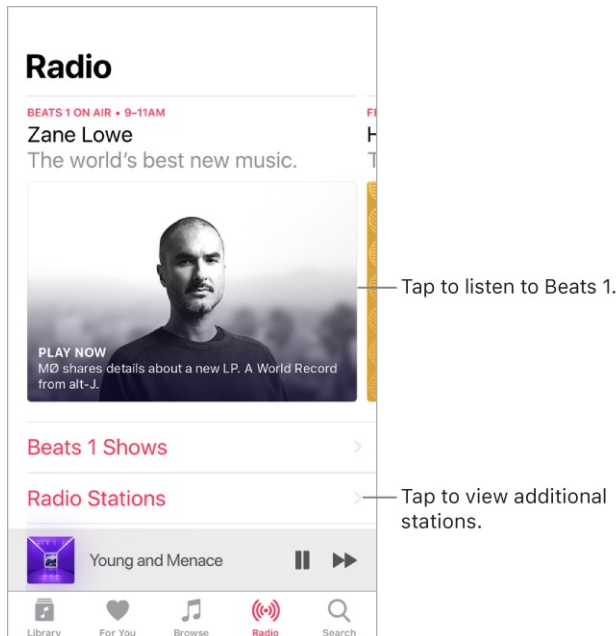 Radio
BEATS 1 ON AIR • 9–11AM
Zane Lowe
The world's best new music.
PLAY NOW
MØ shares details about a new LP. A World Record
from alt-J.
Tap to listen to Beats 1.
Beats 1 Shows
Radio Stations
Tap to view additional
stations.
Young and Menace
Library For You Browse Radio Search